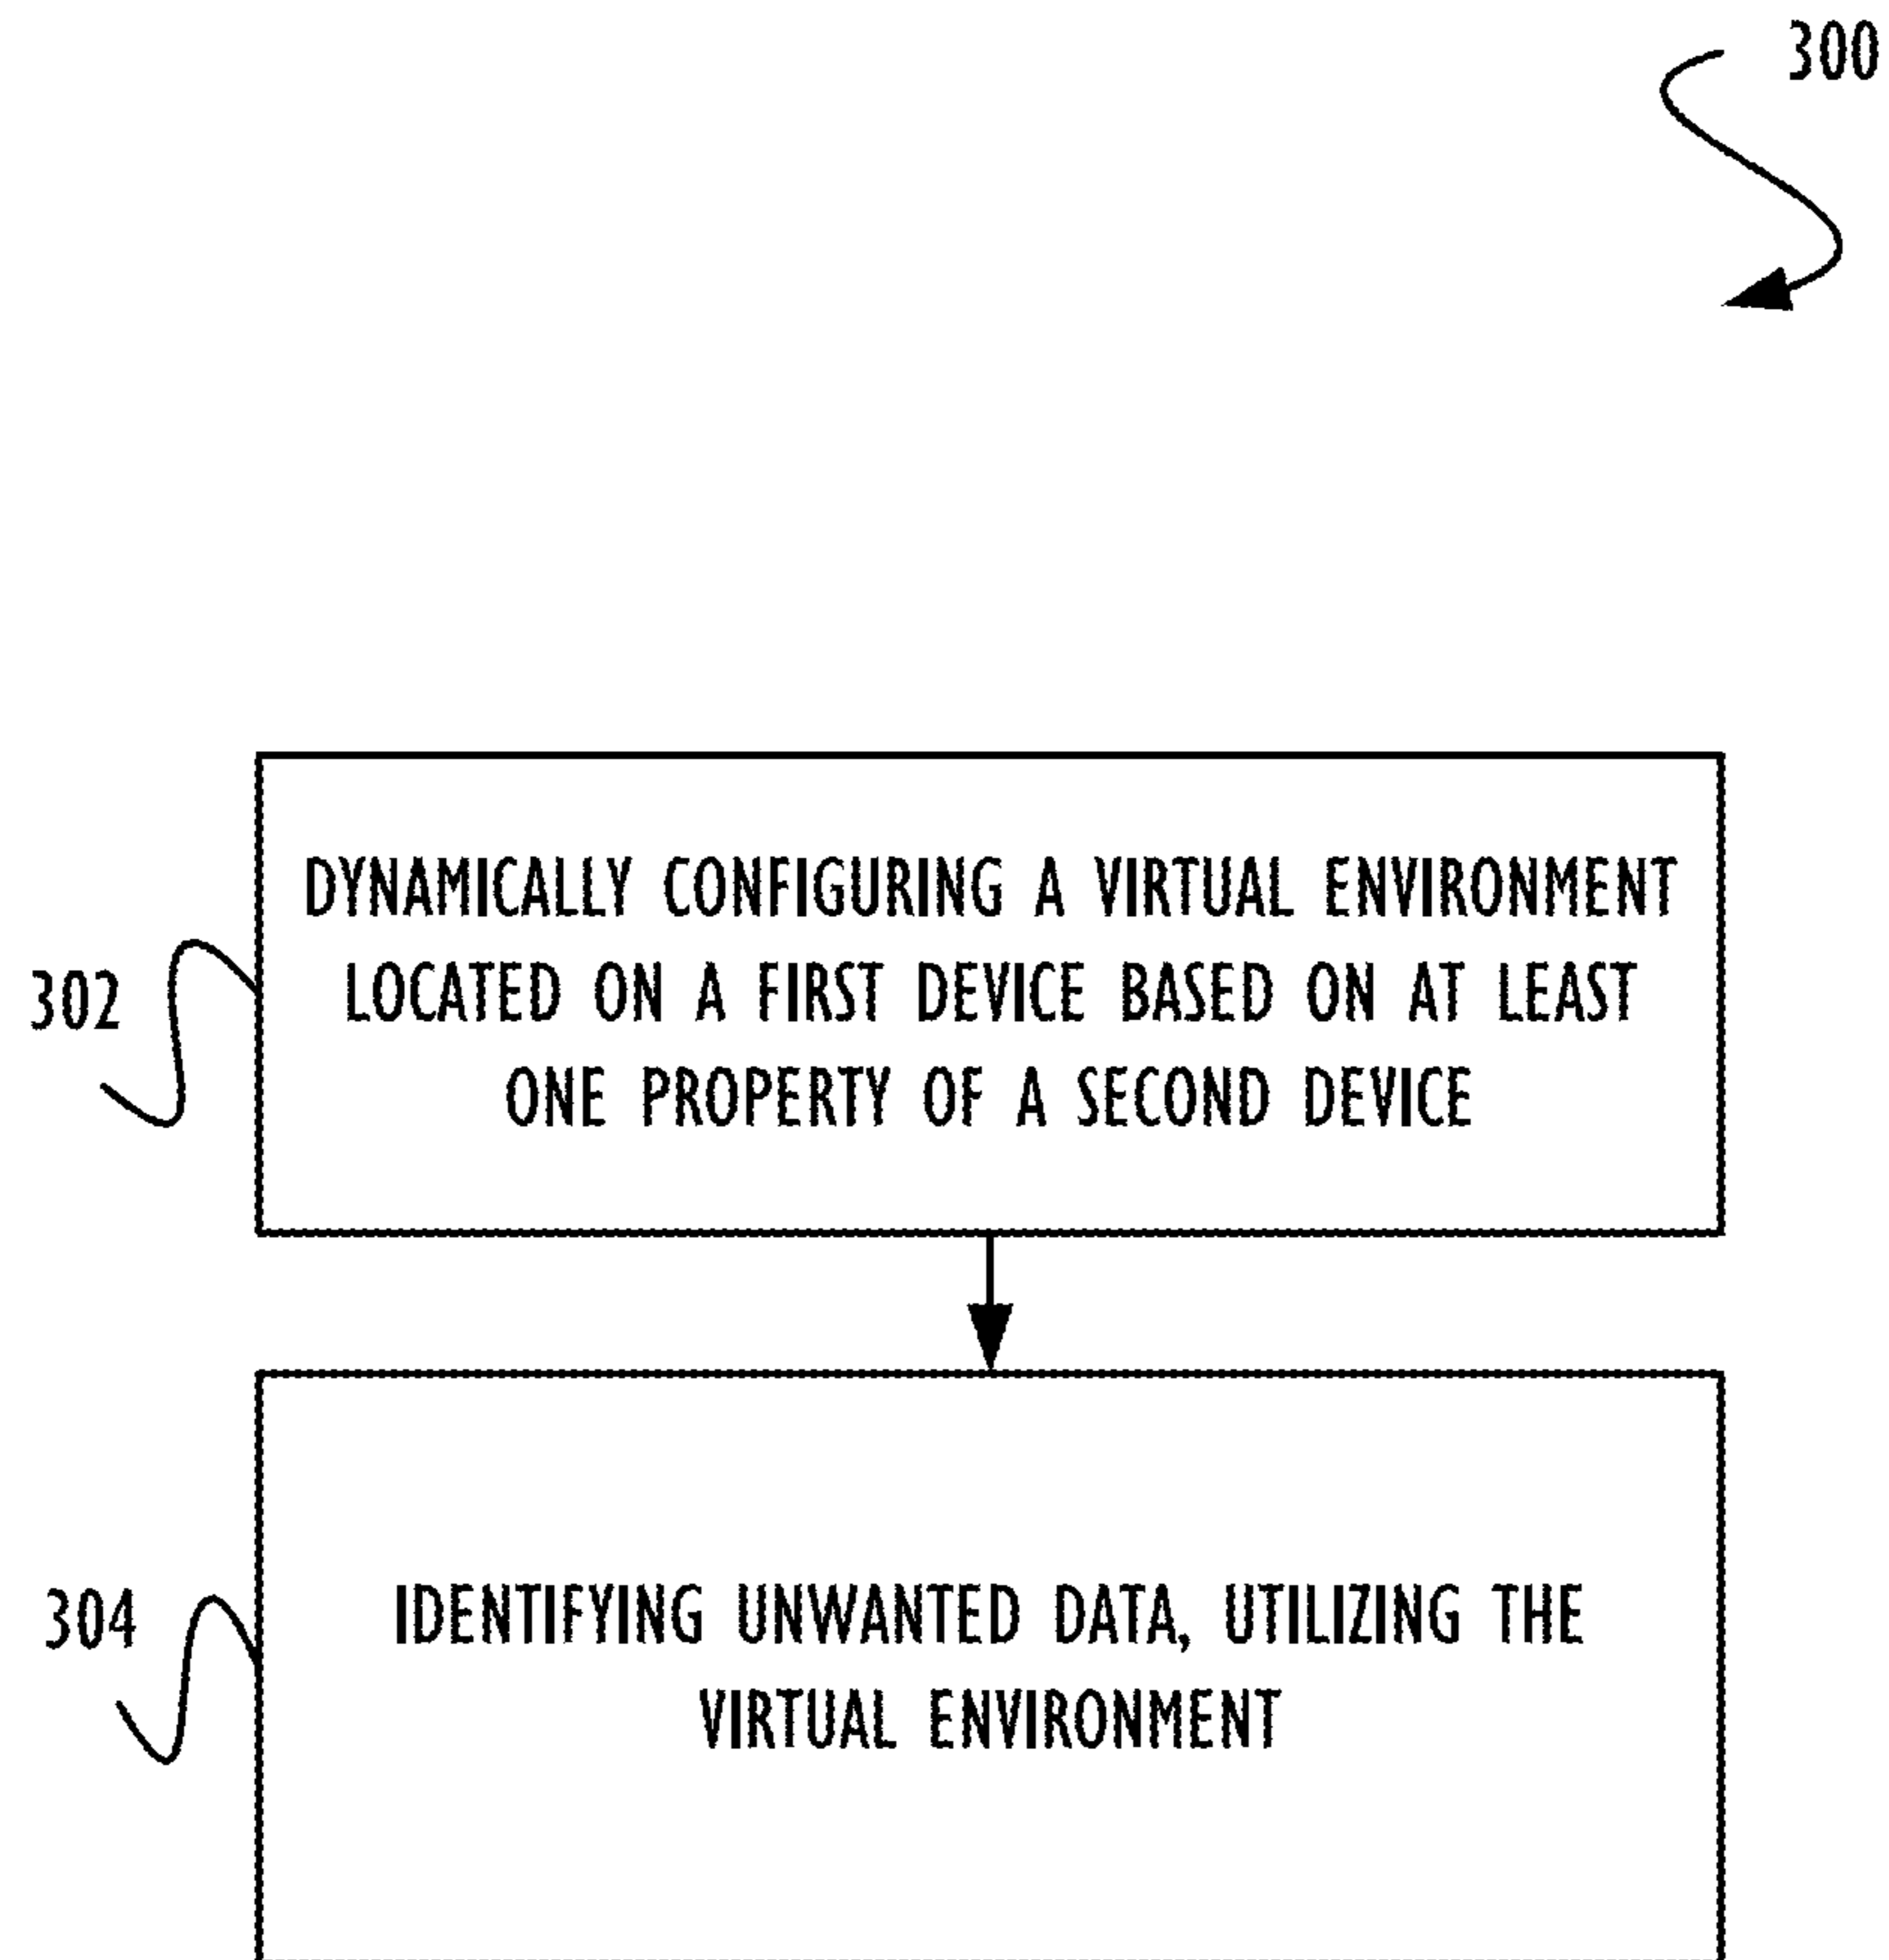 300
DYNAMICALLY CONFIGURING A VIRTUAL ENVIRONMENT
LOCATED ON A FIRST DEVICE BASED ON AT LEAST
ONE PROPERTY OF A SECOND DEVICE
302
IDENTIFYING UNWANTED DATA, UTILIZING THE
VIRTUAL ENVIRONMENT
304